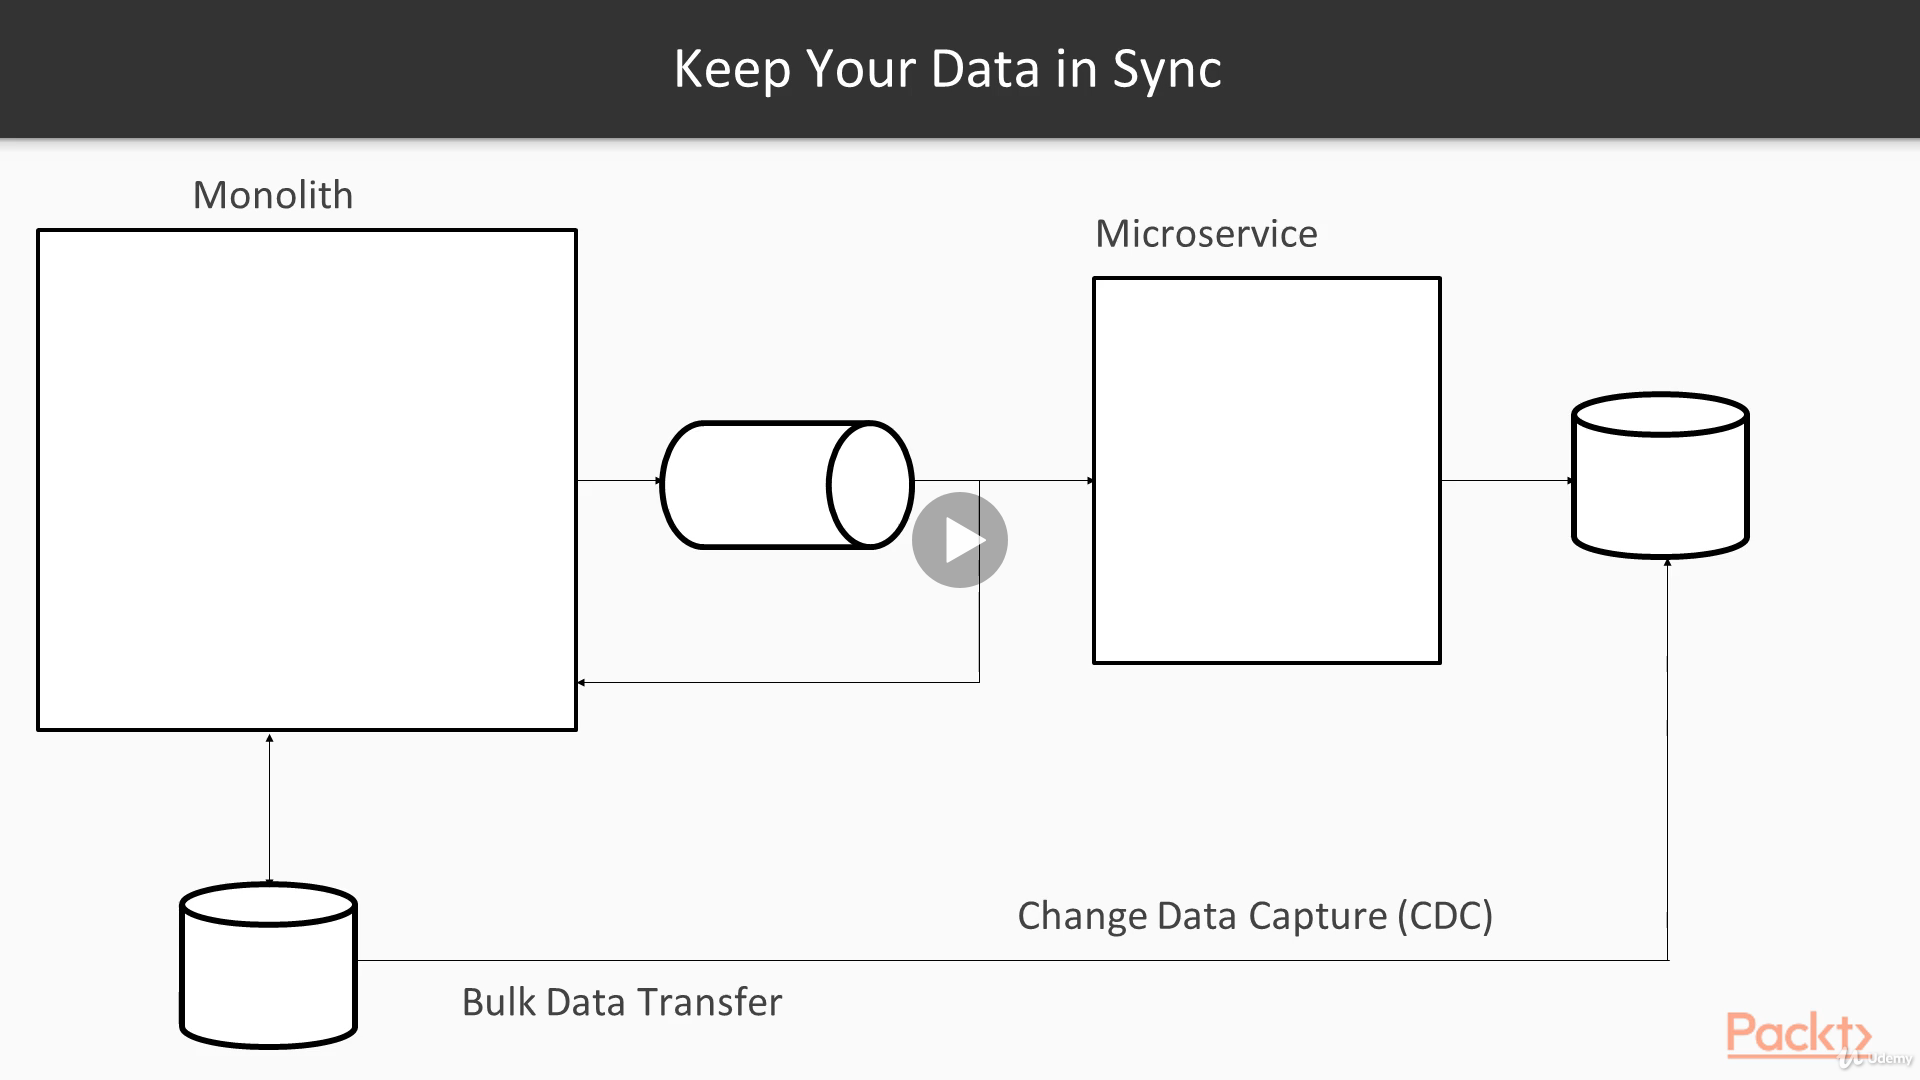 Keep Your Data in Sync
Monolith
Microservice
Change Data Capture (CDC)
Bulk Data Transfer
Packt
Udemy